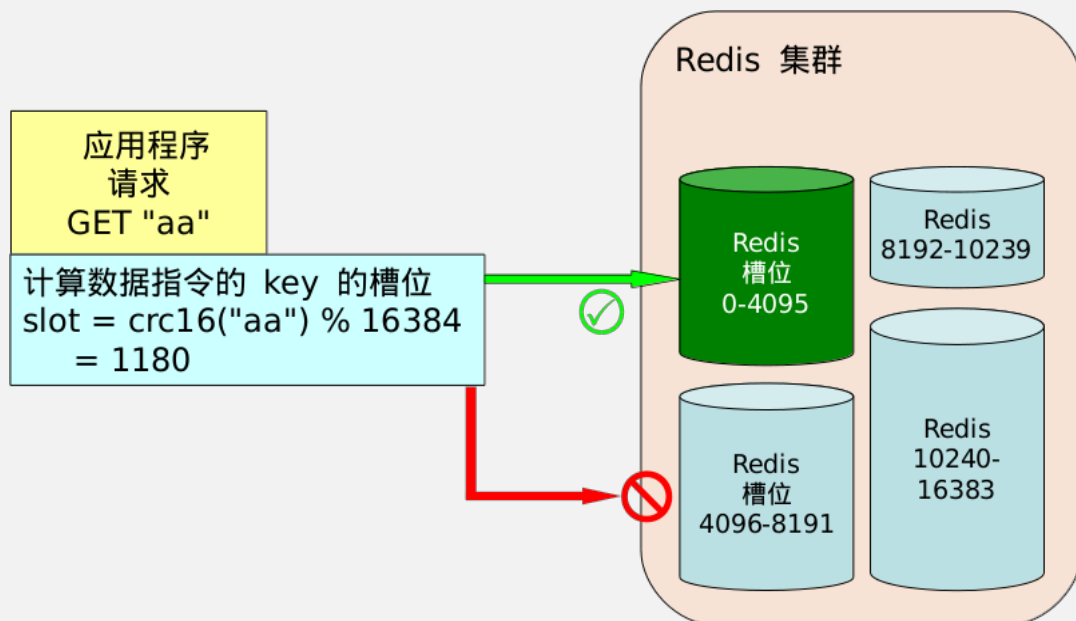 Redis 集群
应用程序
请求
GET "aa"
计算数据指令的 key 的槽位
slot = crc16("aa") % 16384
= 1180
Redis
槽位
0-4095
Redis
8192-10239
Redis
槽位
4096-8191
Redis
10240-
16383